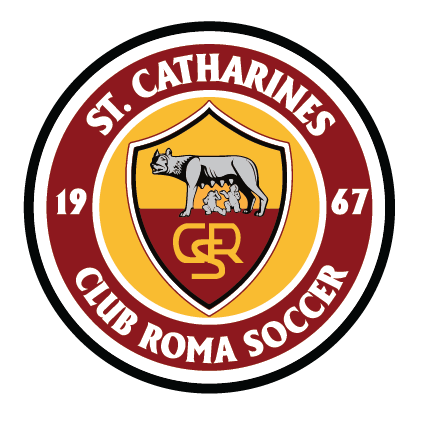 ST. CATHARINES
19 67
CSR
CLUB ROMA SOCCER